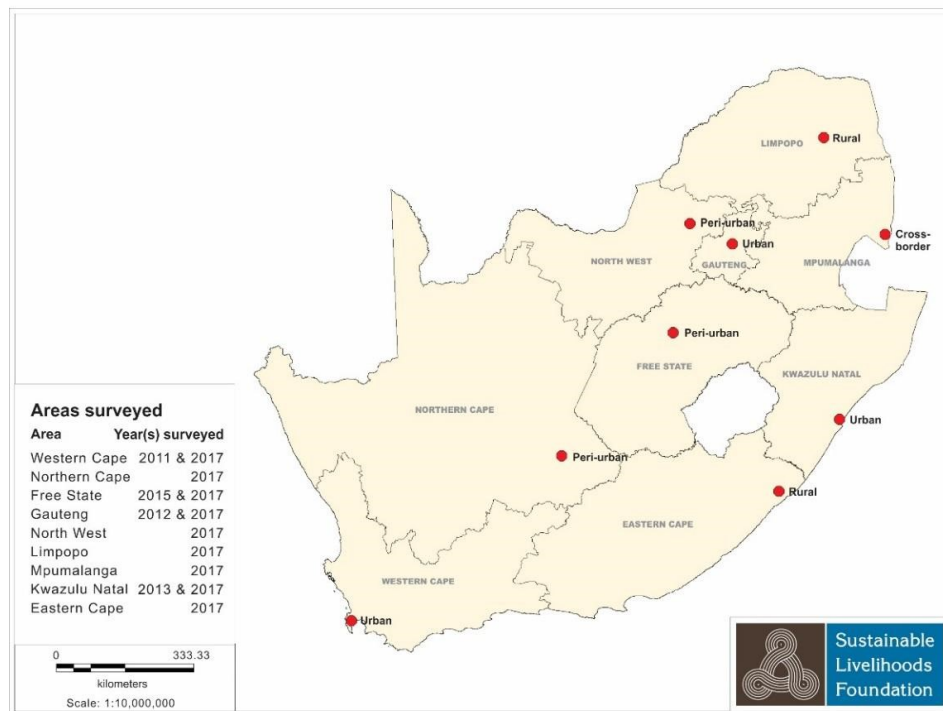 LIMPOPO
Rural
Peri-urban
Urban
Cross-
border
NORTH WEST
GAUTENG
MPUMALANGA
Peri-urban
FREE STATE
KWAZULU NATAL
NORTHERN CAPE
Urban
Peri-urban
Rural
EASTERN CAPE
WESTERN CAPE
Urban
Areas surveyed
Area Year(s) surveyed
Western Cape 2011 & 2017
Northern Cape 2017
Free State 2015 & 2017
Gauteng 2012 & 2017
North West 2017
Limpopo 2017
Mpumalanga 2017
Kwazulu Natal 2013 & 2017
Eastern Cape 2017
0 333.33
kilometers
Scale: 1:10,000,000
Sustainable
Livelihoods
Foundation